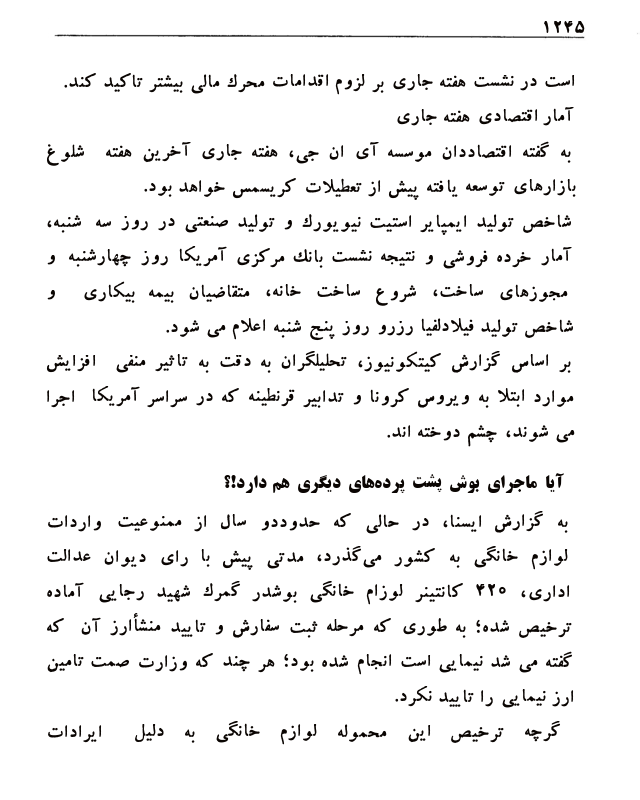 ۱۲۴۵
است در نشست هفته جاری بر لزوم اقدامات محرك مالی بیشتر تاکید کند.
آمار اقتصادی هفته جاری
به گفته اقتصاددان موسسه آی ان جی، هفته جاری آخرین هفته شلوغ
بازارهای توسعه یافته پیش از تعطیلات کریسمس خواهد بود.
شاخص تولید ایمپایر استیت نیویورك و تولید صنعتی در روز سه شنبه،
آمار خرده فروشی و نتیجه نشست بانك مرکزی آمریکا روز چهارشنبه و
مجوزهای ساخت، شروع ساخت خانه، متقاضیان بیمه بیکاری و
شاخص تولید فیلادلفیا رزرو روز پنج شنبه اعلام می شود.
بر اساس گزارش کیتکونیوز، تحلیلگران به دقت به تاثیر منفی افزایش
موارد ابتلا به ویروس کرونا و تدابیر قرنطینه که در سراسر آمریکا اجرا
می شوند، چشم دوخته اند.
آیا ماجرای بوش پشت پرده‌های دیگری هم دارد!؟
به گزارش ایسنا، در حالی که حدوددو سال از ممنوعیت واردات
لوازم خانگی به کشور می‌گذرد، مدتی پیش با رای دیوان عدالت
اداری، ۴۲۰ کانتینر لوزام خانگی بوشدر گمرك شهید رجایی آماده
ترخیص شده؛ به طوری که مرحله ثبت سفارش و تایید منشأارز آن که
گفته می شد نیمایی است انجام شده بود؛ هر چند که وزارت صمت تامین
ارز نیمایی را تایید نکرد.
گرچه ترخیص این محموله لوازم خانگی به دلیل ایرادات